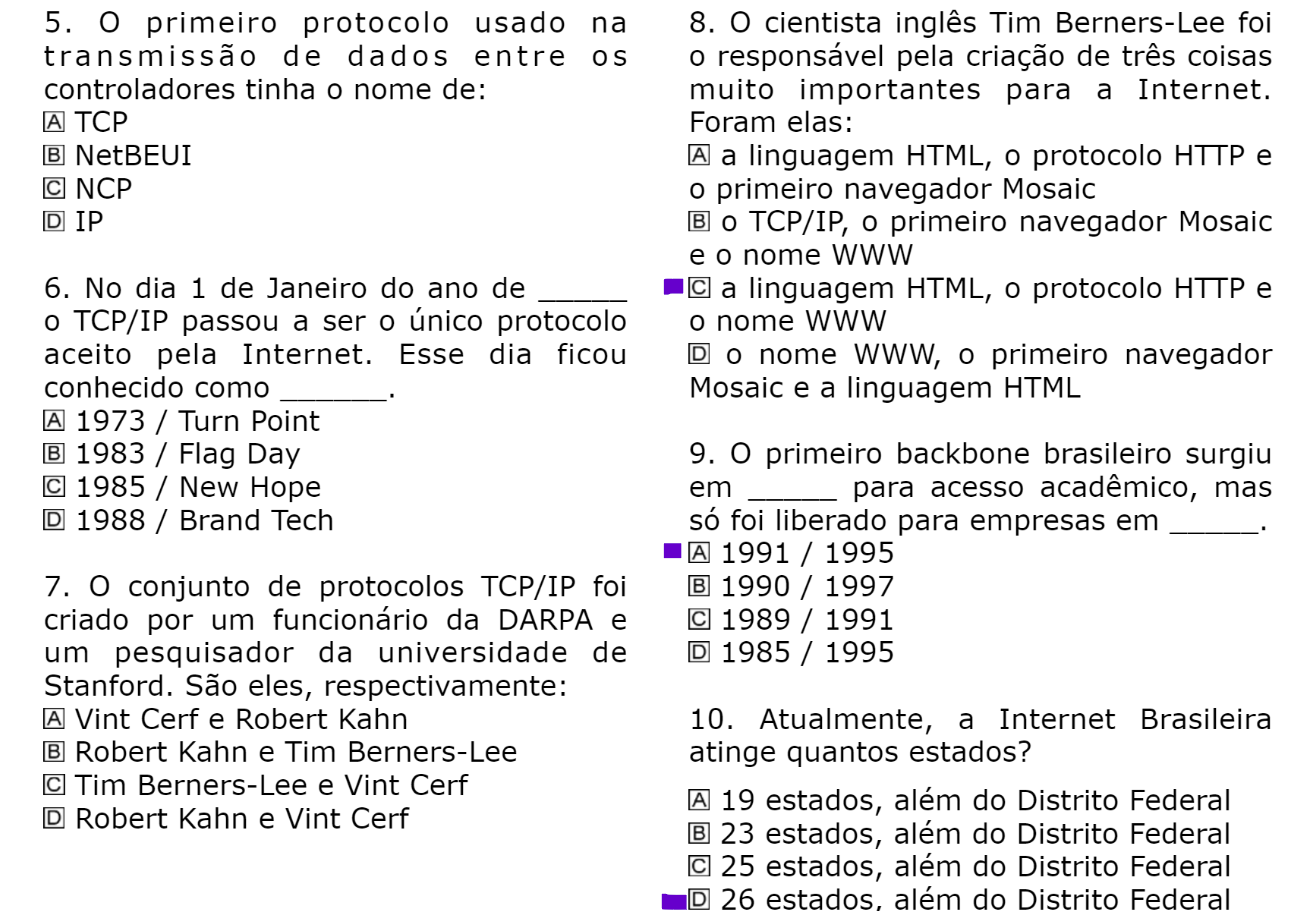 5. O primeiro protocolo usado na
transmissão de dados entre os
controladores tinha o nome de:
A TCP
B NetBEUI
C NCP
D IP
6. No dia 1 de Janeiro do ano de _____
o TCP/IP passou a ser o único protocolo
aceito pela Internet. Esse dia ficou
conhecido como ______.
A 1973 / Turn Point
B 1983 / Flag Day
C 1985 / New Hope
D 1988 / Brand Tech
7. O conjunto de protocolos TCP/IP foi
criado por um funcionário da DARPA e
um pesquisador da universidade de
Stanford. São eles, respectivamente:
A Vint Cerf e Robert Kahn
B Robert Kahn e Tim Berners-Lee
C Tim Berners-Lee e Vint Cerf
D Robert Kahn e Vint Cerf
8. O cientista inglês Tim Berners-Lee foi
o responsável pela criação de três coisas
muito importantes para a Internet.
Foram elas:
A a linguagem HTML, o protocolo HTTP e
o primeiro navegador Mosaic
B o TCP/IP, o primeiro navegador Mosaic
e o nome WWW
C a linguagem HTML, o protocolo HTTP e
o nome WWW
D o nome WWW, o primeiro navegador
Mosaic e a linguagem HTML
9. O primeiro backbone brasileiro surgiu
em _____ para acesso acadêmico, mas
só foi liberado para empresas em _____.
A 1991 / 1995
B 1990 / 1997
C 1989 / 1991
D 1985 / 1995
10. Atualmente, a Internet Brasileira
atinge quantos estados?
A 19 estados, além do Distrito Federal
B 23 estados, além do Distrito Federal
C 25 estados, além do Distrito Federal
D 26 estados, além do Distrito Federal